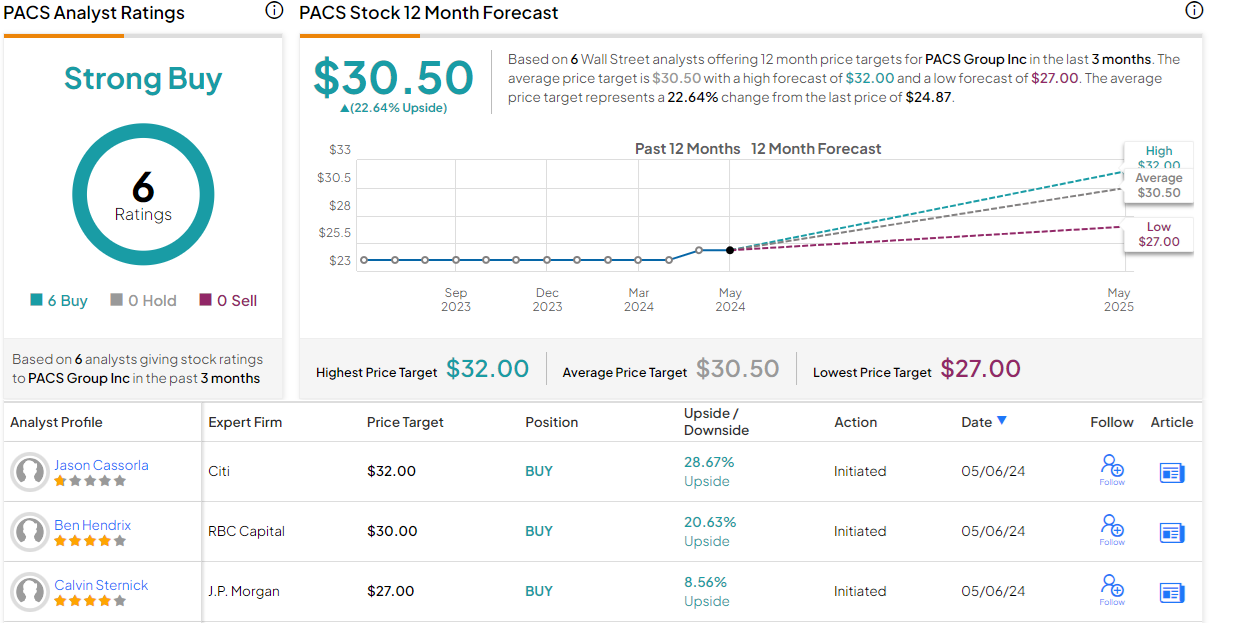 PACS Analyst Ratings
PACS Stock 12 Month Forecast
Strong Buy
6
Ratings
6 Buy
0 Hold
0 Sell
Based on 6 analysts giving stock ratings
to PACS Group Inc in the past 3 months
$30.50
▲(22.64% Upside)
Based on 6 Wall Street analysts offering 12 month price targets for PACS Group Inc in the last 3 months. The
average price target is $30.50 with a high forecast of $32.00 and a low forecast of $27.00. The average
price target represents a 22.64% change from the last price of $24.87.
Past 12 Months
12 Month Forecast
$33
$30.5
$28
$25.5
$23
High
$32.00
Average
$30.50
Low
$27.00
Sep
2023
Dec
2023
Mar
2024
May
2024
May
2025
Highest Price Target $32.00
Average Price Target $30.50
Lowest Price Target $27.00
Analyst Profile
Expert Firm
Price Target
Position
Upside /
Downside
Action
Date
Follow
Article
Jason Cassorla
Citi
$32.00
BUY
28.67%
Upside
Initiated
05/06/24
Follow
Ben Hendrix
RBC Capital
$30.00
BUY
20.63%
Upside
Initiated
05/06/24
Follow
Calvin Sternick
J.P. Morgan
$27.00
BUY
8.56%
Upside
Initiated
05/06/24
Follow